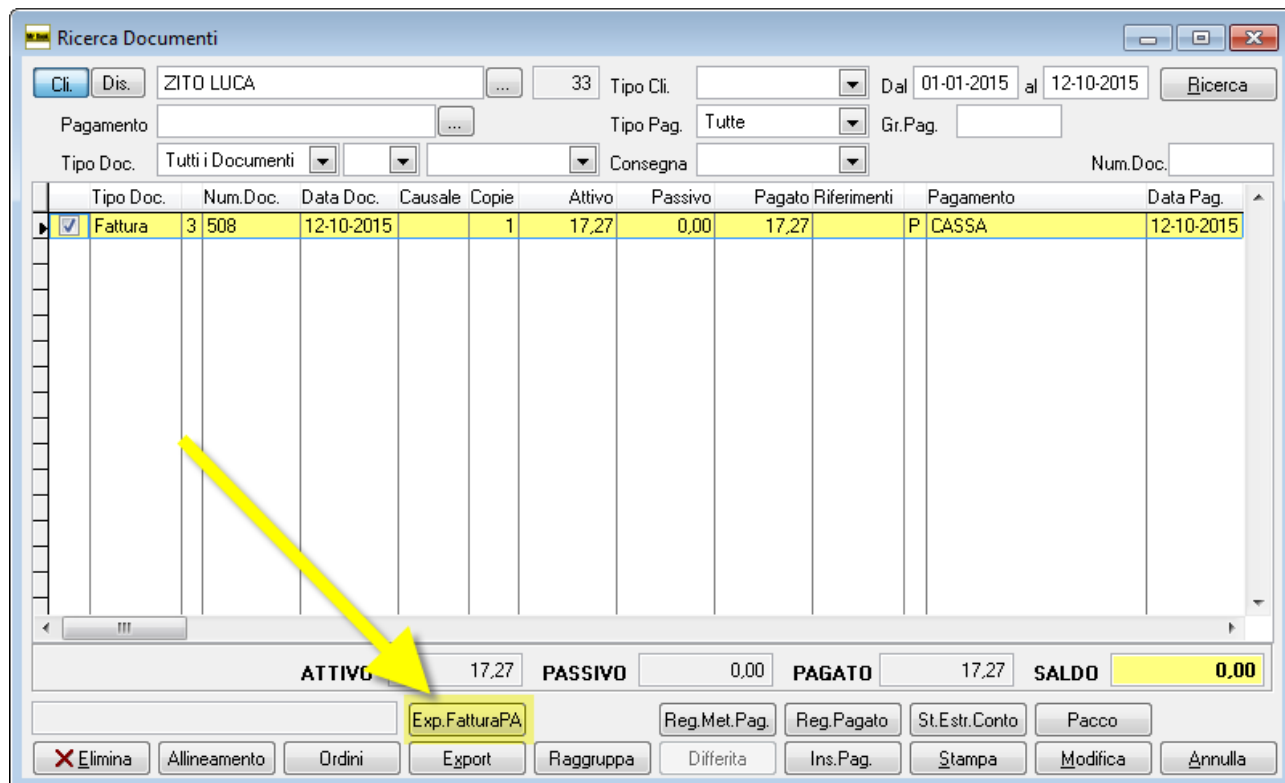 Ricerca Documenti
Cli. Dis. ZITO LUCA ... 33 Tipo Cli. Dal 01-01-2015 al 12-10-2015 Ricerca
Pagamento ... Tipo Pag. Tutte Gr.Pag.
Tipo Doc. Tutti i Documenti Consegna Num.Doc.
Tipo Doc. Num.Doc. Data Doc. Causale Copie Attivo Passivo Pagato Riferimenti Pagamento Data Pag.
Fattura 3 508 12-10-2015 1 17,27 0,00 17,27 P CASSA 12-10-2015
ATTIVO 17,27 PASSIVO 0,00 PAGATO 17,27 SALDO 0,00
Exp.FatturaPA Reg.Met.Pag. Reg.Pagato St.Estr.Conto Pacco
Elimina Allineamento Ordini Export Raggruppa Differita Ins.Pag. Stampa Modifica Annulla